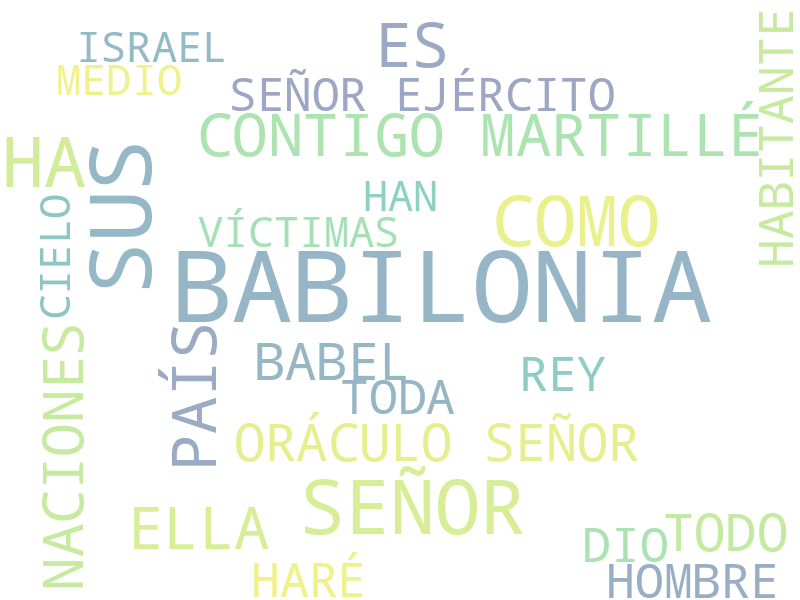 ISRAEL
ES
MEDIO
SEÑOR EJÉRCITO
HABITANTE
CONTIGO MARTILLÉ
HA
SUS
HAN
CIELO
VÍCTIMAS
COMO
BABILONIA
PAÍS
NACIONES
BABEL
REY
TODA
ORÁCULO SEÑOR
SEÑOR
ELLA
DIO
TODO
HARÉ
HOMBRE